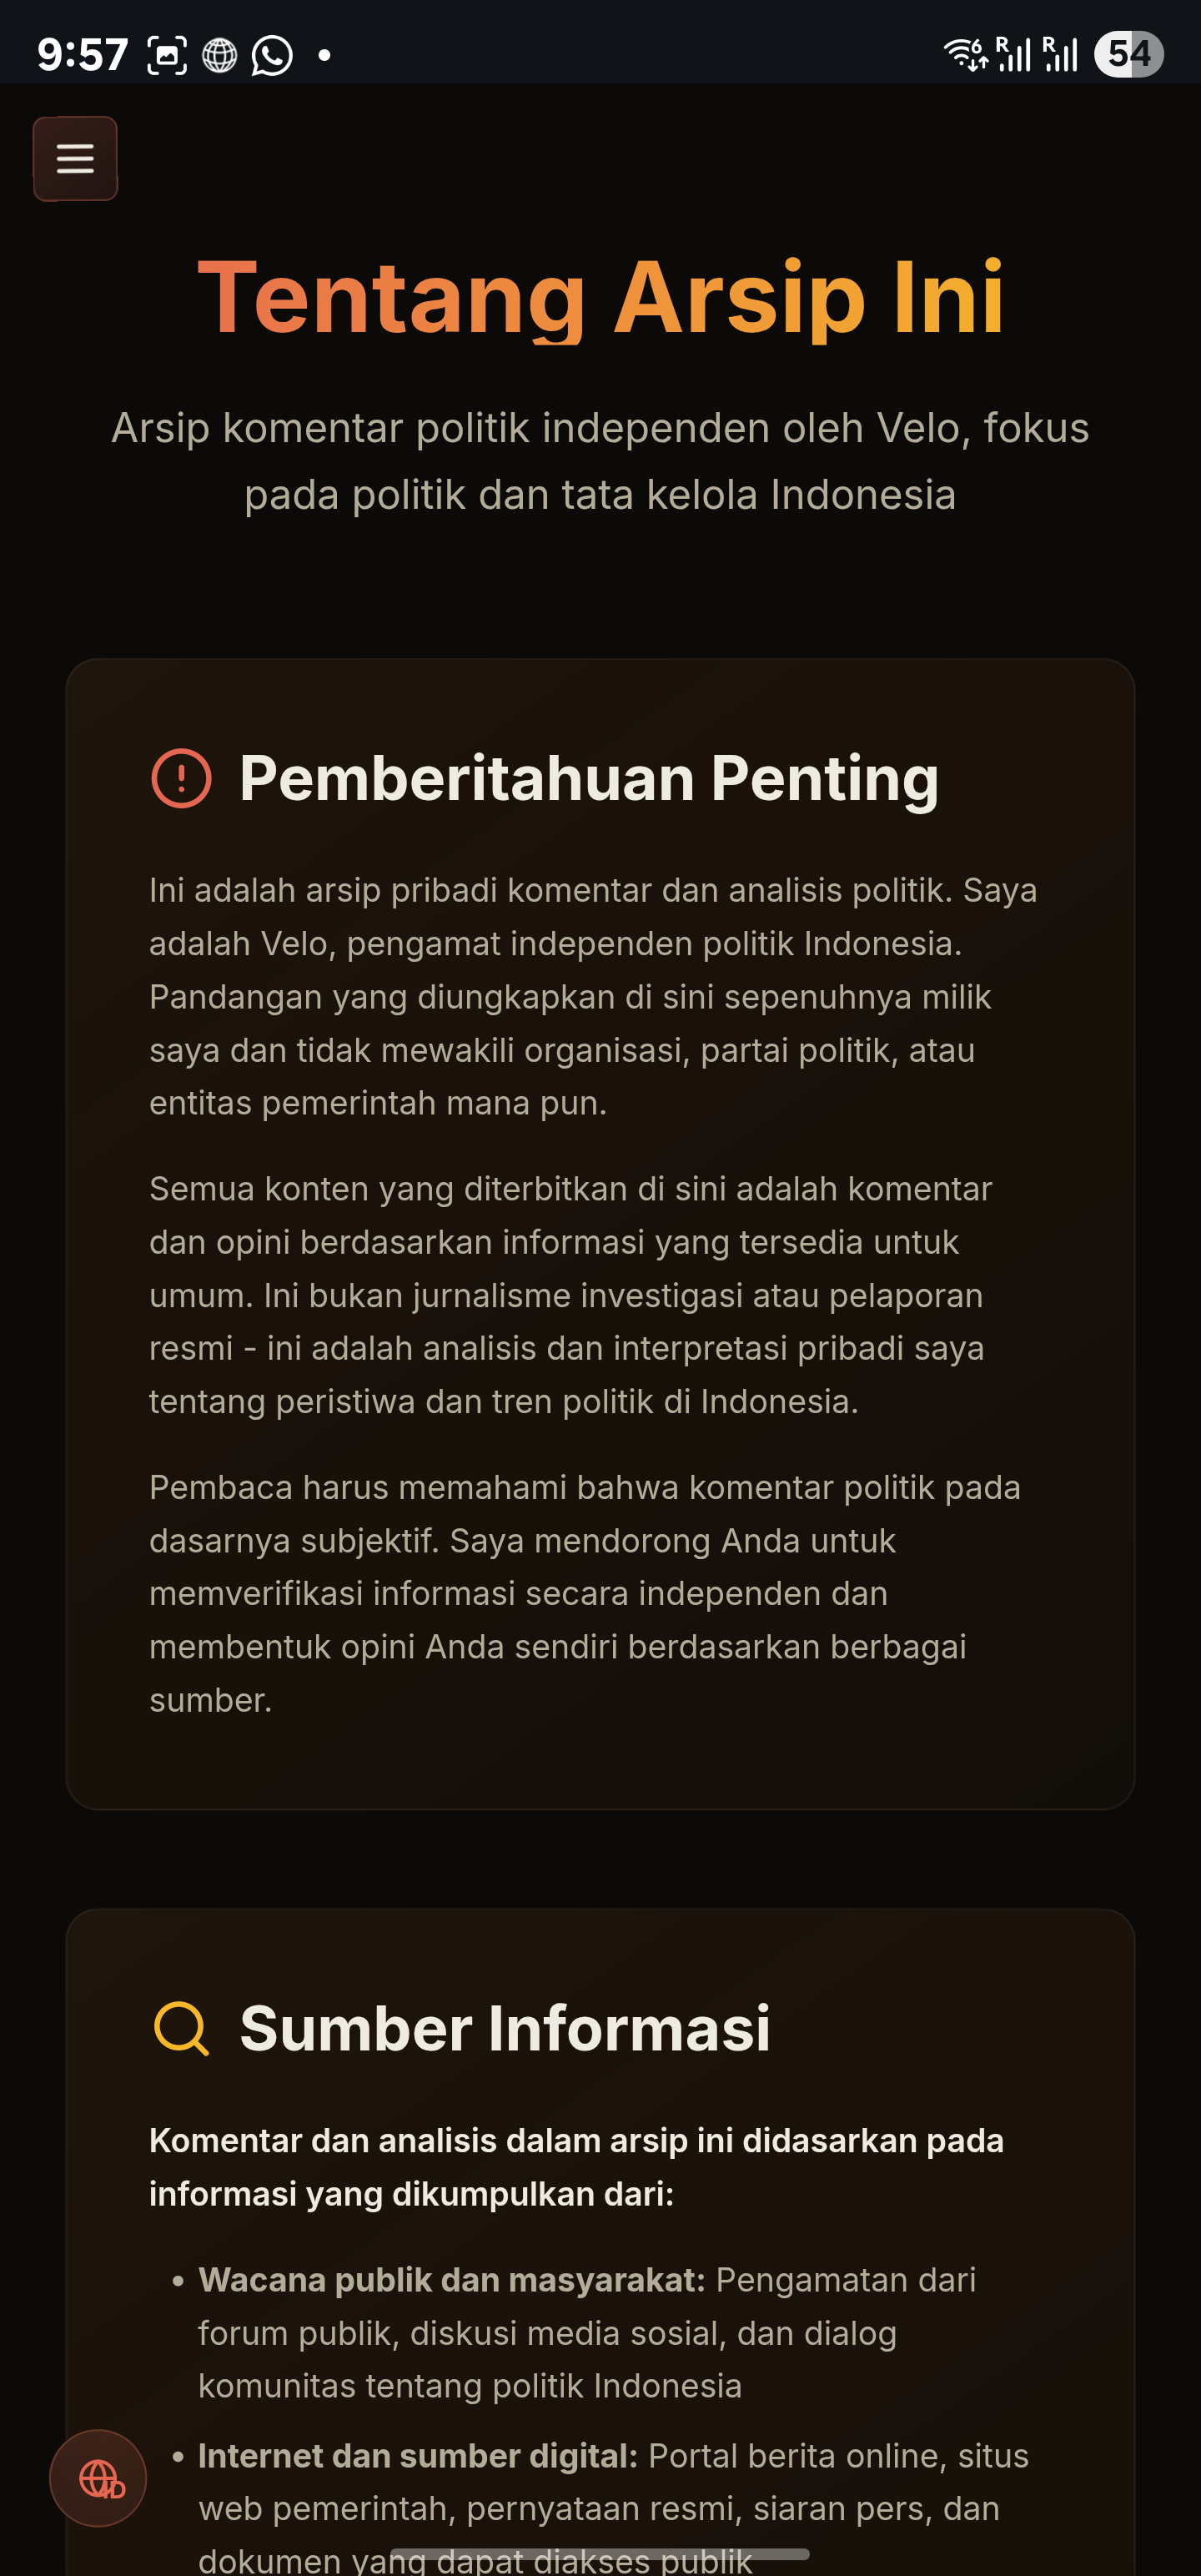 9:57
6 R R 54
Tentang Arsip Ini
Arsip komentar politik independen oleh Velo, fokus
pada politik dan tata kelola Indonesia
Pemberitahuan Penting
Ini adalah arsip pribadi komentar dan analisis politik. Saya
adalah Velo, pengamat independen politik Indonesia.
Pandangan yang diungkapkan di sini sepenuhnya milik
saya dan tidak mewakili organisasi, partai politik, atau
entitas pemerintah mana pun.
Semua konten yang diterbitkan di sini adalah komentar
dan opini berdasarkan informasi yang tersedia untuk
umum. Ini bukan jurnalisme investigasi atau pelaporan
resmi - ini adalah analisis dan interpretasi pribadi saya
tentang peristiwa dan tren politik di Indonesia.
Pembaca harus memahami bahwa komentar politik pada
dasarnya subjektif. Saya mendorong Anda untuk
memverifikasi informasi secara independen dan
membentuk opini Anda sendiri berdasarkan berbagai
sumber.
Sumber Informasi
Komentar dan analisis dalam arsip ini didasarkan pada
informasi yang dikumpulkan dari:
• Wacana publik dan masyarakat: Pengamatan dari
forum publik, diskusi media sosial, dan dialog
komunitas tentang politik Indonesia
• Internet dan sumber digital: Portal berita online, situs
web pemerintah, pernyataan resmi, siaran pers, dan
dokumen yang dapat diakses publik
ID